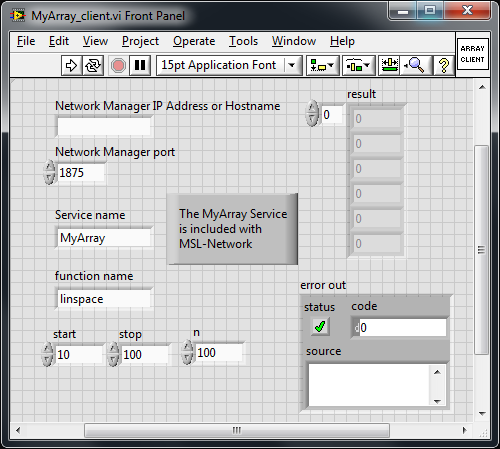 MyArray_client.vi Front Panel
File Edit View Project Operate Tools Window Help
ARRAY
CLIENT
15pt Application Font
?
Network Manager IP Address or Hostname
result
0
0
0
0
0
0
0
Network Manager port
1875
Service name
MyArray
The MyArray Service
is included with
MSL-Network
function name
linspace
error out
status code
0
source
start stop n
10 100 100